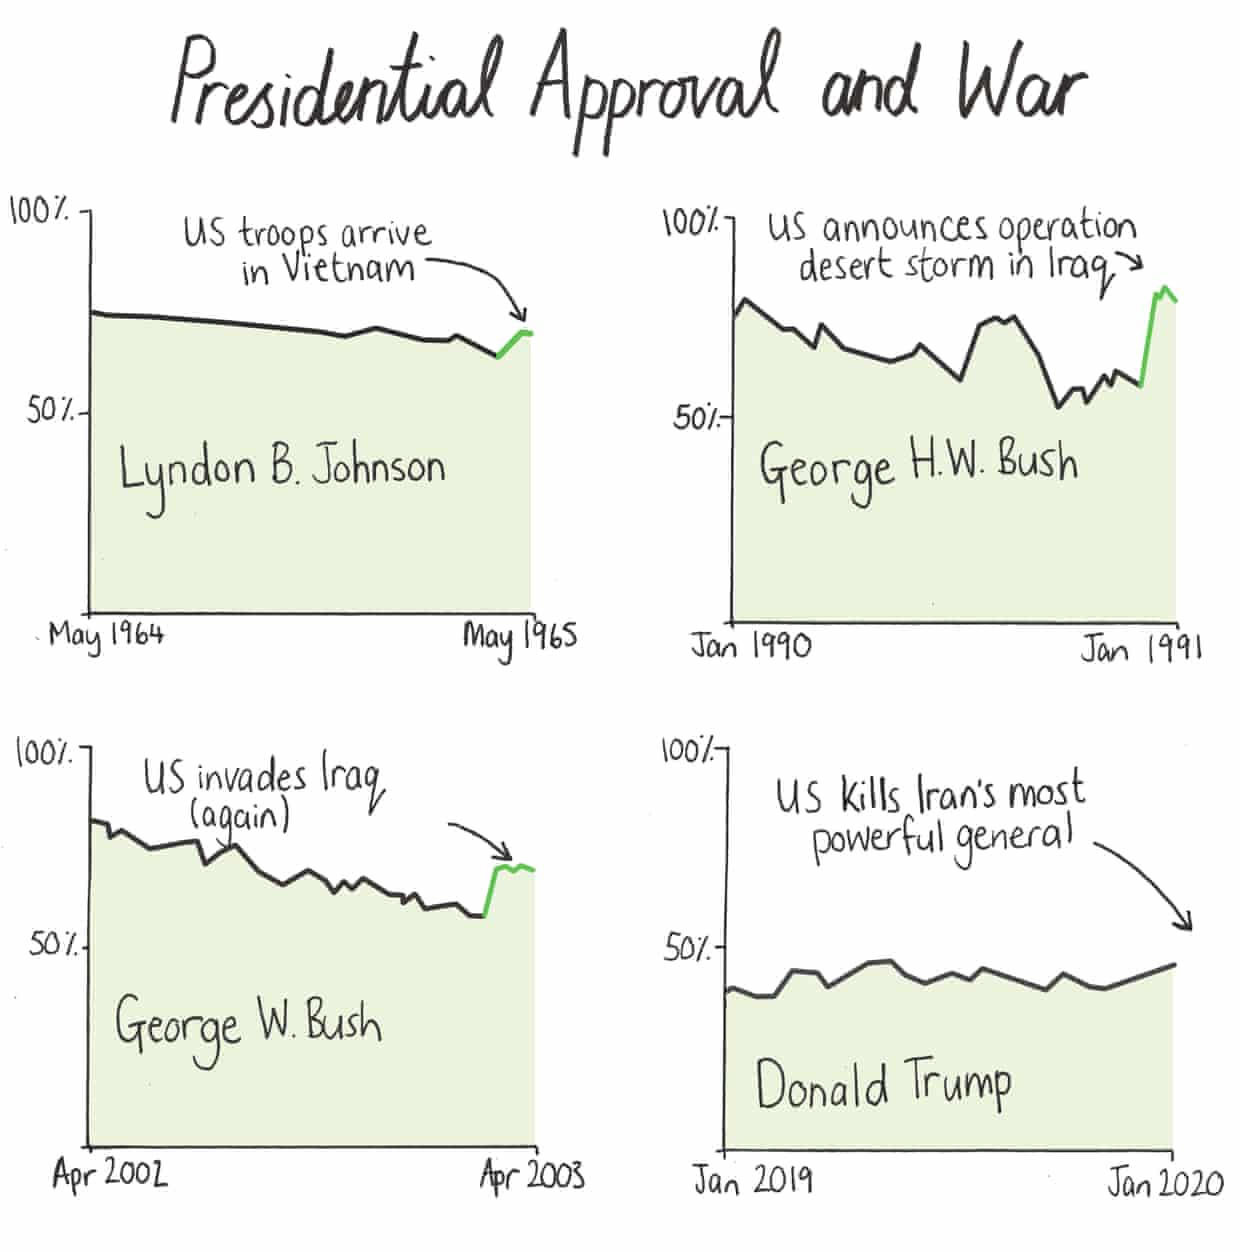 Presidential Approval and War
100%
US troops arrive
in Vietnam
50%
Lyndon B. Johnson
May 1964
May 1965
100%
US announces operation
desert storm in Iraq
50%
George H.W. Bush
Jan 1990
Jan 1991
100%
US invades Iraq
(again)
50%
George W. Bush
Apr 2002
Apr 2003
100%
US kills Iran's most
powerful general
50%
Donald Trump
Jan 2019
Jan 2020